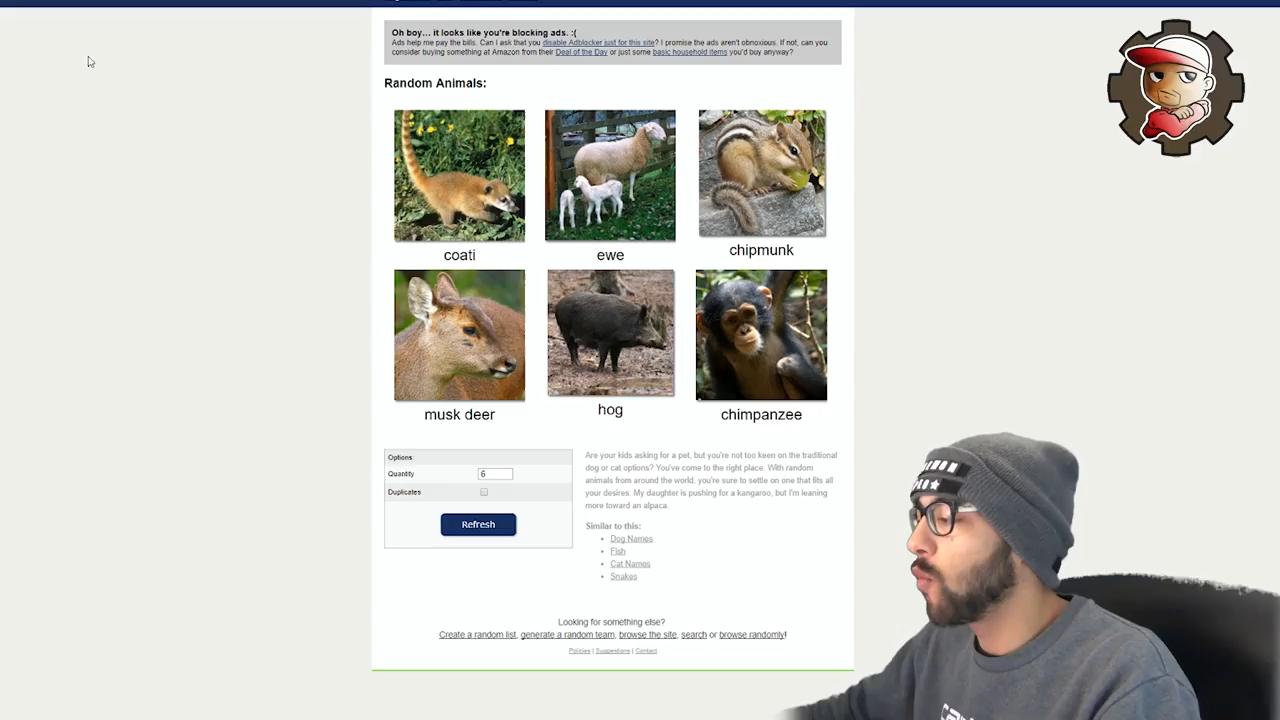 Oh boy... it looks like you're blocking ads. :(
Ads help me pay the bills. Can I ask that you disable Adblocker just for this site? I promise the ads aren't obnoxious. If not, can you
consider buying something at Amazon from their Deal of the Day or just some basic household items you'd buy anyway?
Random Animals:
coati
ewe
chipmunk
musk deer
hog
chimpanzee
Options:
Quantity 6
Duplicates
Refresh
Are your kids asking for a pet, but you're not too keen on the traditional
dog or cat options? You've come to the right place. With random
animals from around the world, you're sure to settle on one that fits all
your desires. My daughter is pushing for a kangaroo, but I'm leaning
more toward an alpaca.
Similar to this:
Dog Names
Fish
Cat Names
Snakes
Looking for something else?
Create a random list, generate a random team, browse the site, search or browse randomly!
Policies | Suggestions | Contact